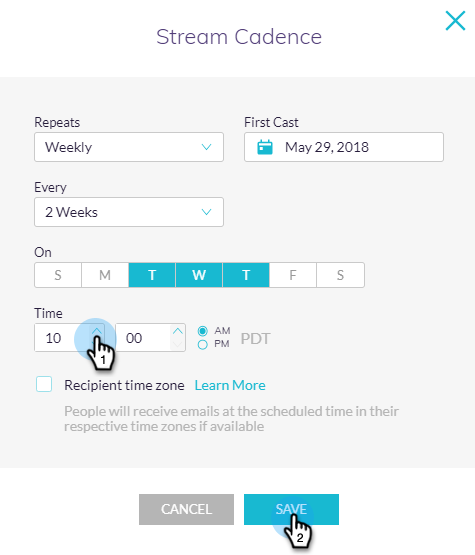 Stream Cadence
Repeats
First Cast
Weekly
May 29, 2018
Every
2 Weeks
On
S M T W T F S
Time
10 00 AM
PM PDT
1
Recipient time zone Learn More
People will receive emails at the scheduled time in their
respective time zones if available
CANCEL SAVE
2